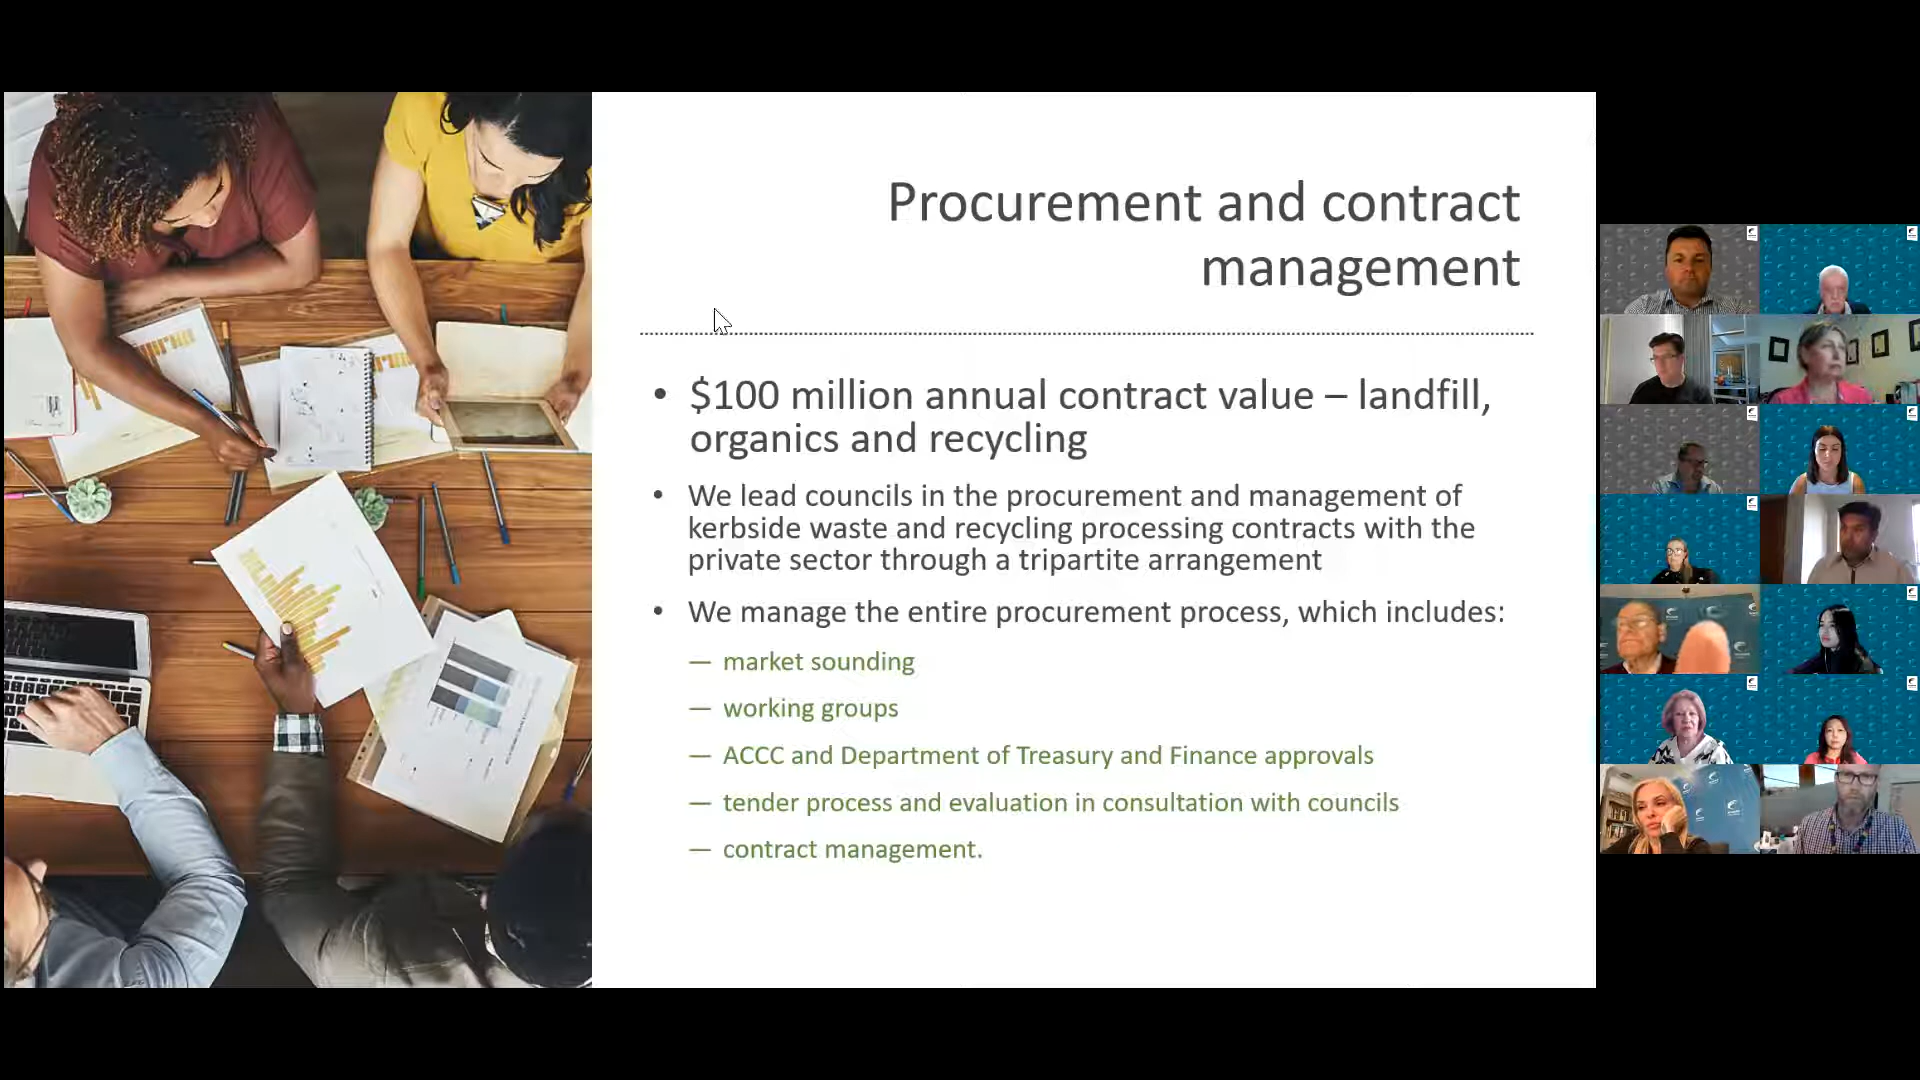 Procurement and contract
management
• $100 million annual contract value – landfill,
organics and recycling
• We lead councils in the procurement and management of
kerbside waste and recycling processing contracts with the
private sector through a tripartite arrangement
• We manage the entire procurement process, which includes:
— market sounding
— working groups
— ACCC and Department of Treasury and Finance approvals
— tender process and evaluation in consultation with councils
— contract management.